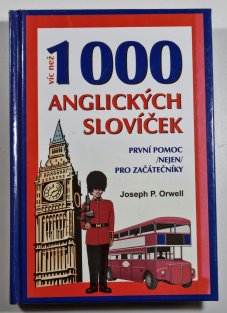 víc než
1000
ANGLICKÝCH
SLOVÍČEK
PRVNÍ POMOC
/NEJEN/
PRO ZAČÁTEČNÍKY
Joseph P. Orwell